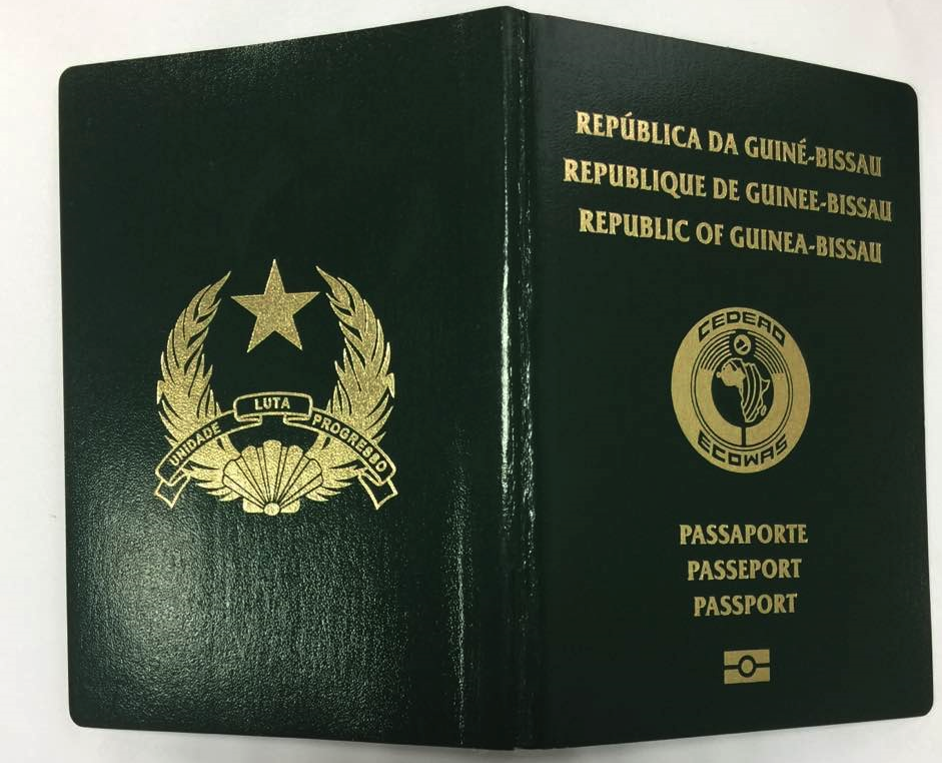 REPÚBLICA DA GUINÉ-BISSAU
REPUBLIQUE DE GUINEE-BISSAU
REPUBLIC OF GUINEA-BISSAU
CEDEAO
ECOWAS
PASSAPORTE
PASSEPORT
PASSPORT
UNIDADE LUTA PROGRESSO